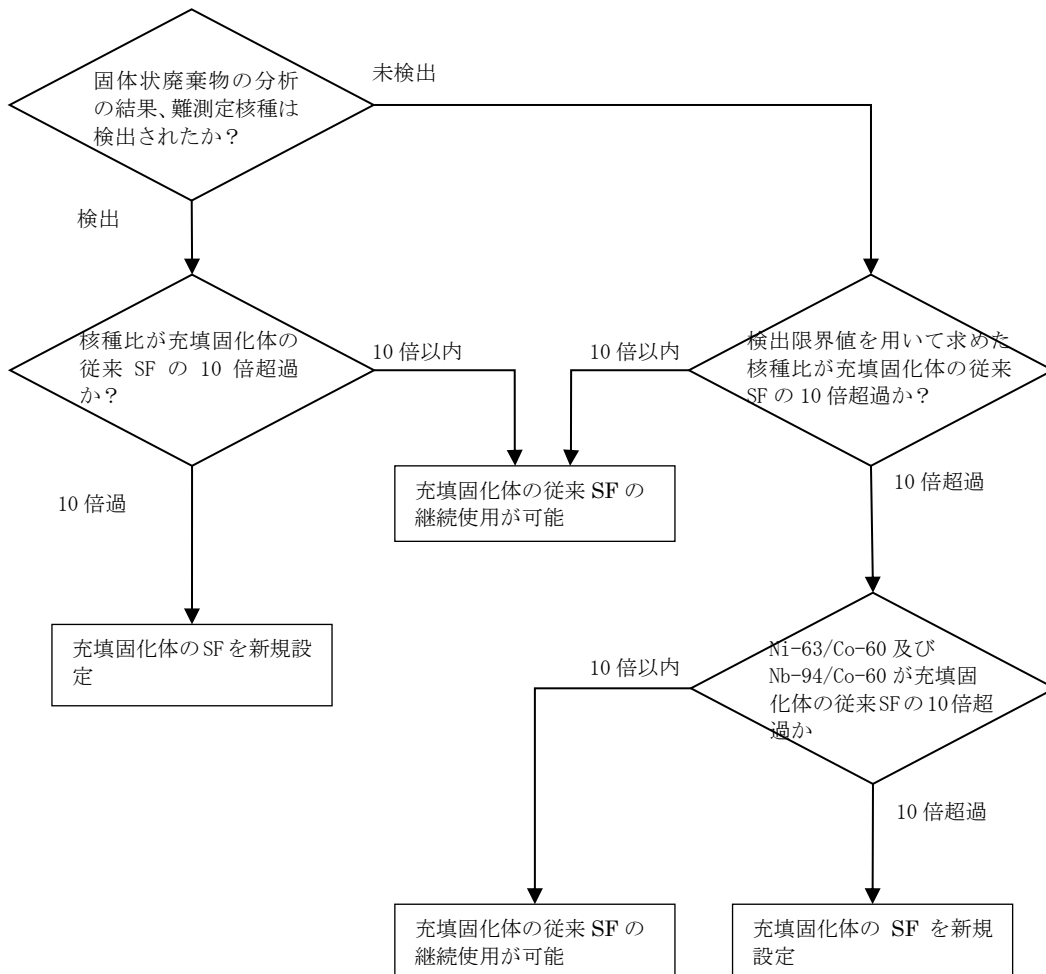 固体状廃棄物の分析
の結果、難測定核種は
検出されたか？
未検出
検出
核種比が充填固化体の
従来 SF の 10 倍超過
か？
10 倍以内
10 倍以内
検出限界値を用いて求めた
核種比が充填固化体の従来
SF の 10 倍超過か？
10 倍過
充填固化体の従来 SF の
継続使用が可能
10 倍超過
充填固化体の SF を新規設
定
10 倍以内
Ni-63/Co-60 及び
Nb-94/Co-60 が充填固
化体の従来 SF の 10 倍超
過か
10 倍超過
充填固化体の従来 SF の
継続使用が可能
充填固化体の SF を新規
設定